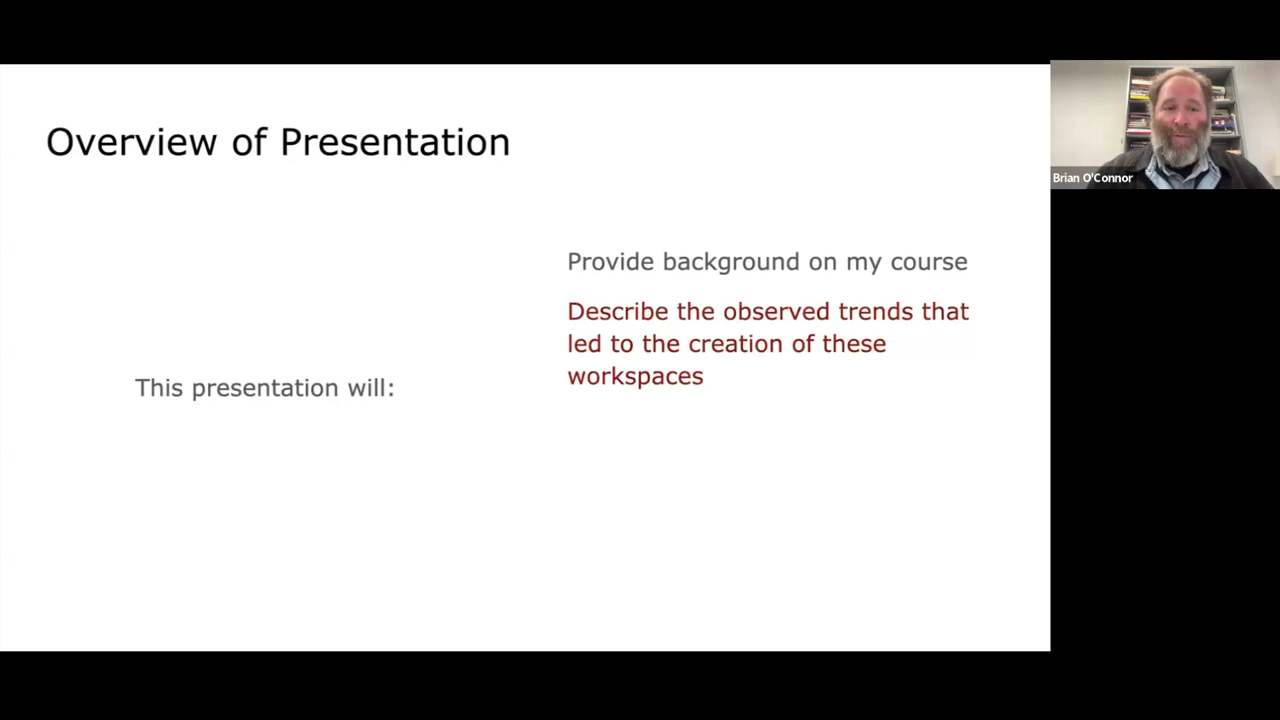 Overview of Presentation
This presentation will:
Provide background on my course
Describe the observed trends that
led to the creation of these
workspaces
Brian O'Connor